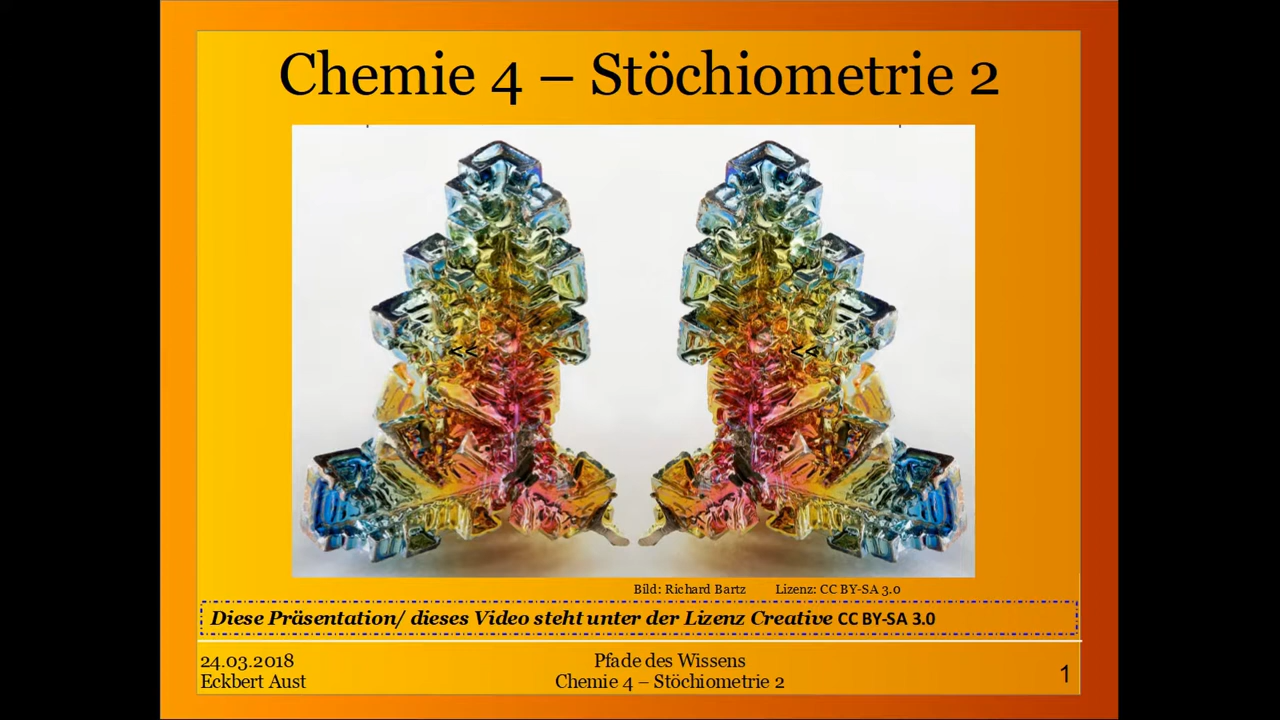 Chemie 4 – Stöchiometrie 2
<< <<
Bild: Richard Bartz Lizenz: CC BY-SA 3.0
Diese Präsentation/ dieses Video steht unter der Lizenz Creative CC BY-SA 3.0
24.03.2018 Pfade des Wissens
Eckbert Aust Chemie 4 – Stöchiometrie 2 1